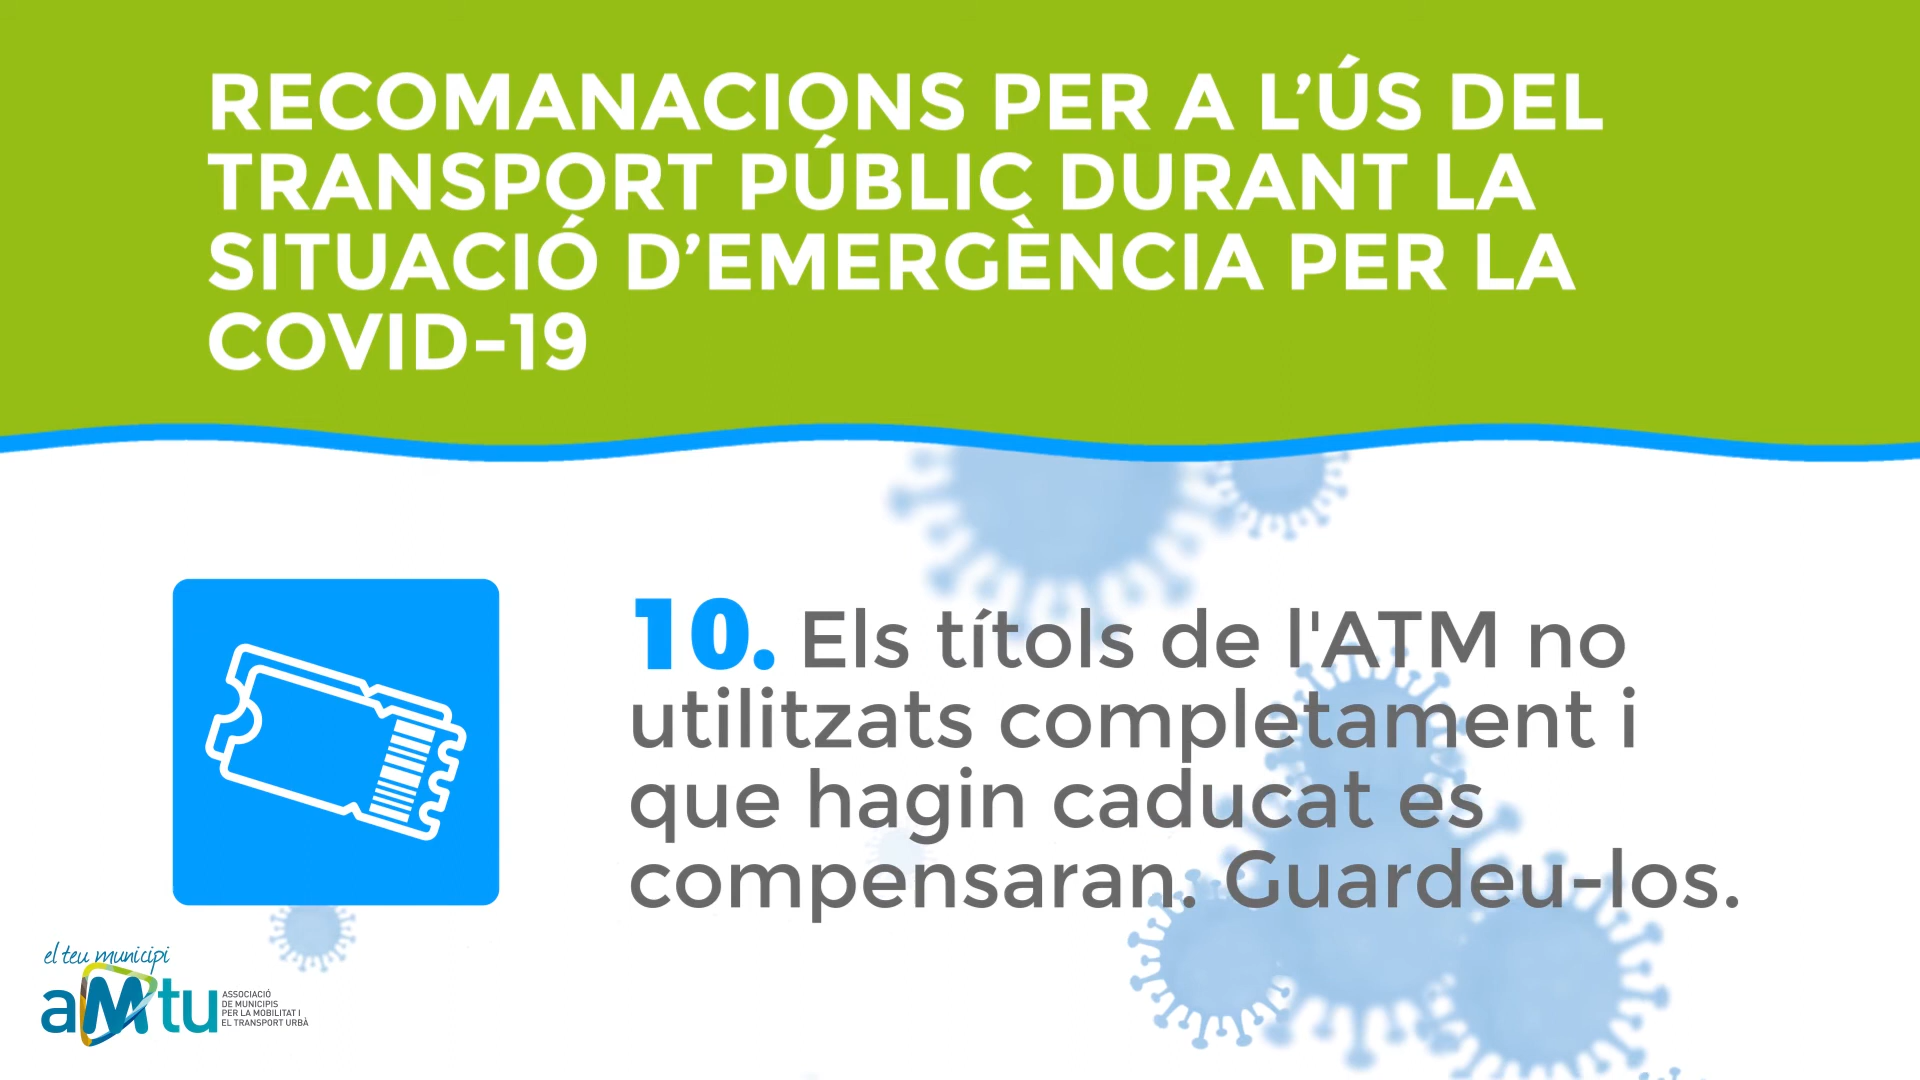 RECOMANACIONS PER A L’ÚS DEL
TRANSPORT PÚBLIC DURANT LA
SITUACIÓ D’EMERGÈNCIA PER LA
COVID-19
10. Els títols de l'ATM no
utilitzats completament i
que hagin caducat es
compensaran. Guardeu-los.
el teu municipi
aMtu
ASSOCIACIÓ
DE MUNICIPIS
PER LA MOBILITAT I
EL TRANSPORT URBÀ